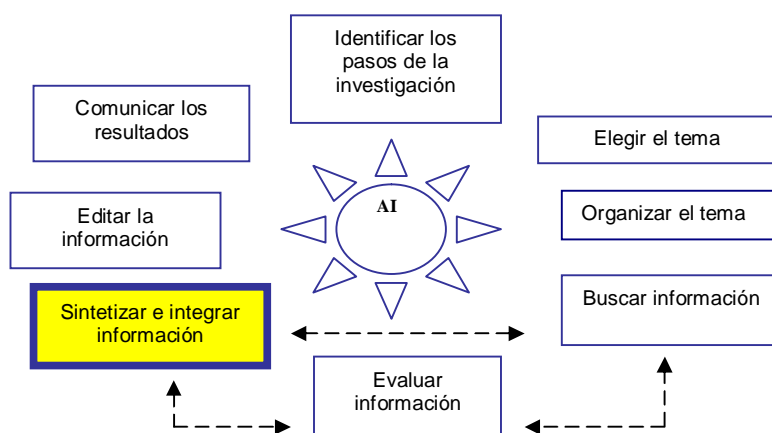 Identificar los
pasos de la
investigación
Comunicar los
resultados
Elegir el tema
AI
Editar la
información
Organizar el tema
Sintetizar e integrar
información
Buscar información
Evaluar
información